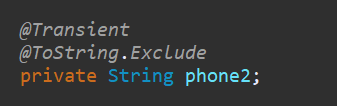 @Transient
@ToString.Exclude
private String phone2;